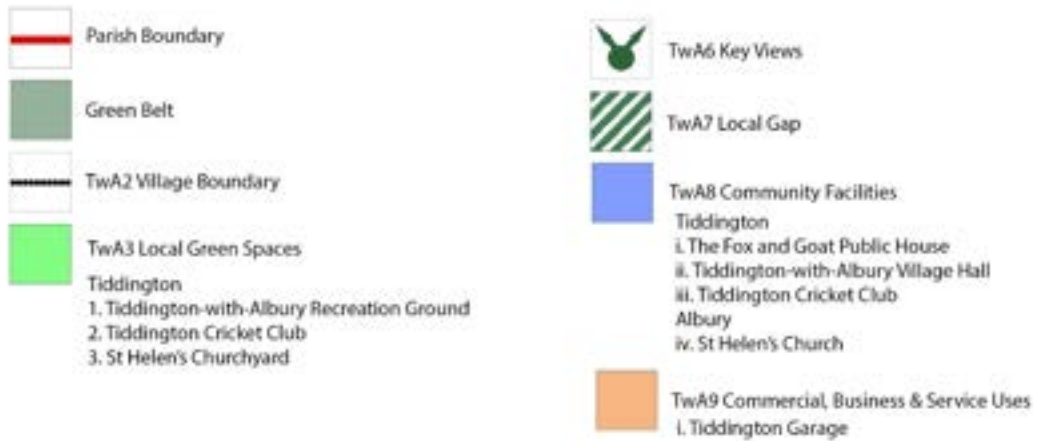 Parish Boundary
Green Belt
TwA2 Village Boundary
TwA3 Local Green Spaces
Tiddington
1. Tiddington-with-Albury Recreation Ground
2. Tiddington Cricket Club
3. St Helen's Churchyard
TwA6 Key Views
TwA7 Local Gap
TwA8 Community Facilities
Tiddington
i. The Fox and Goat Public House
ii. Tiddington-with-Albury Village Hall
iii. Tiddington Cricket Club
Albury
iv. St Helen's Church
TwA9 Commercial, Business & Service Uses
i. Tiddington Garage